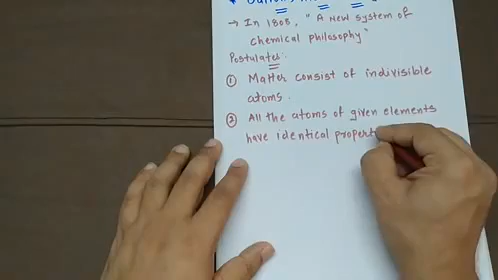 → In 1808, "A New system of
chemical philosophy"
Postulates:
① Matter consist of indivisible
atoms.
② All the atoms of given elements
have identical propert